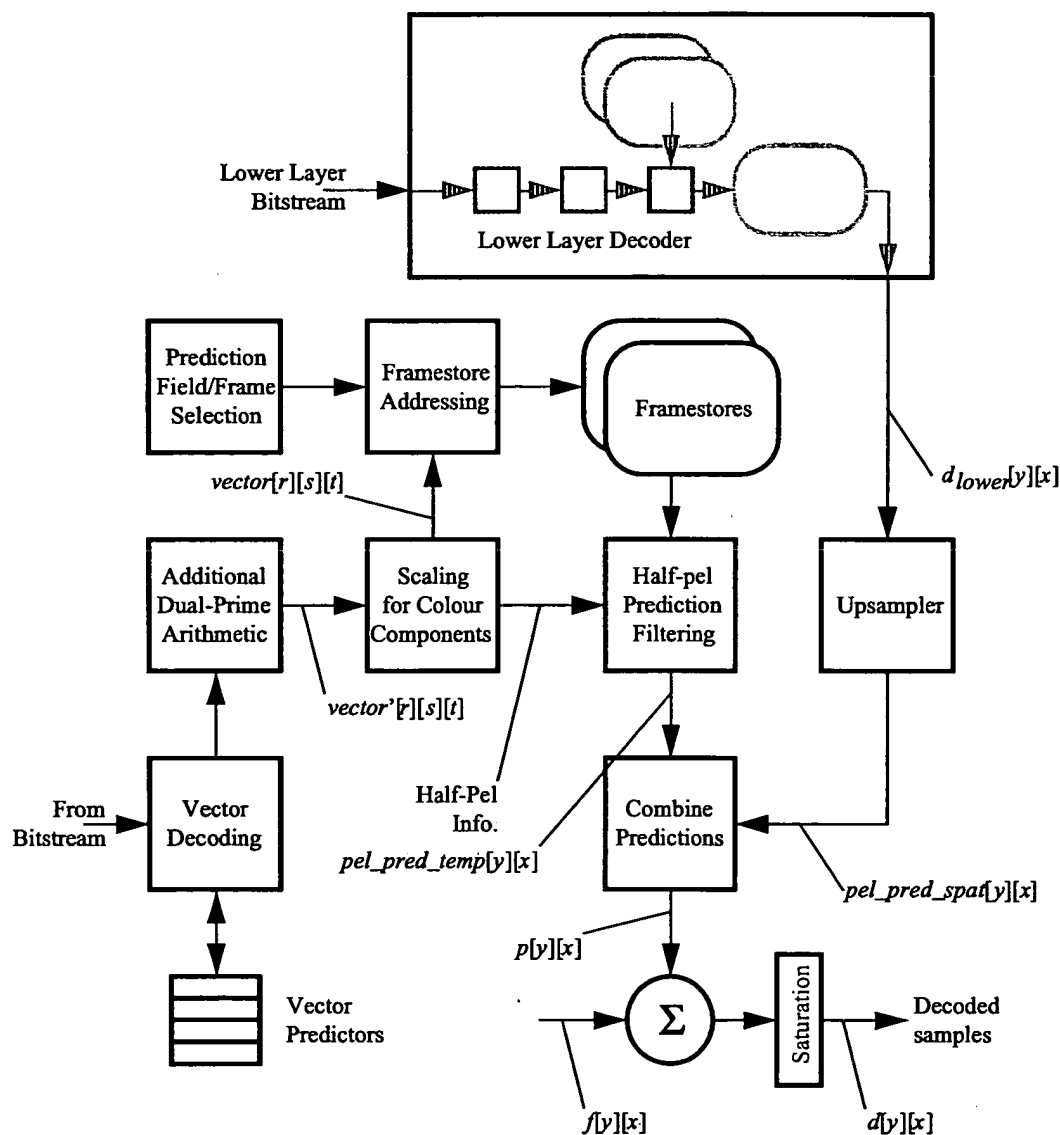 Lower Layer
Bitstream
Lower Layer Decoder
Prediction
Field/Frame
Selection
Framestore
Addressing
Framestores
vector[r][s][t]
d lower[y][x]
Additional
Dual-Prime
Arithmetic
Scaling
for Colour
Components
Half-pel
Prediction
Filtering
Upsampler
vector'[r][s][t]
From
Bitstream
Vector
Decoding
Half-Pel
Info.
Combine
Predictions
pel_pred_temp[y][x]
pel_pred_spat[y][x]
p[y][x]
Vector
Predictors
Σ
Saturation
Decoded
samples
f[y][x]
d[y][x]